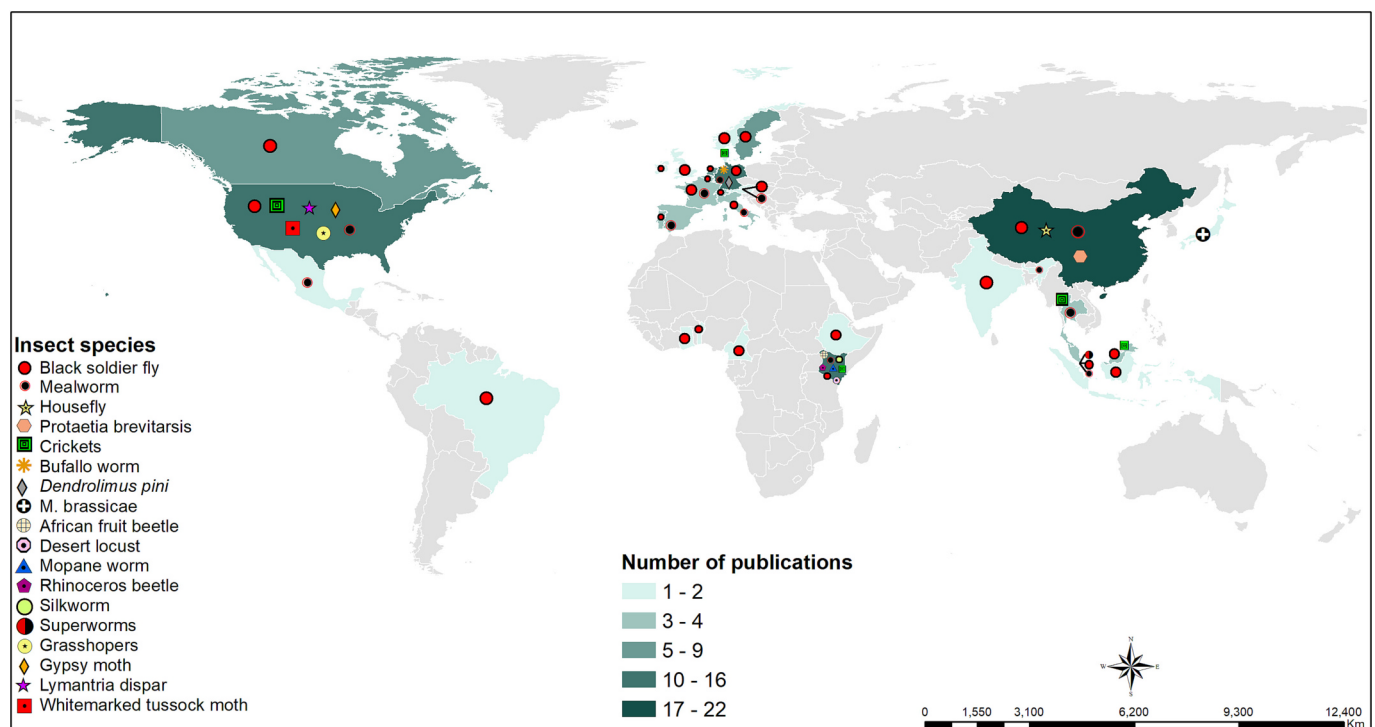 Insect species
Black soldier fly
Mealworm
Housefly
Protaetia brevitarsis
Crickets
Bufallo worm
Dendrolimus pini
M. brassicae
African fruit beetle
Desert locust
Mopane worm
Rhinoceros beetle
Silkworm
Superworms
Grasshopers
Gypsy moth
Lymantria dispar
Whitemarked tussock moth
Number of publications
1 - 2
3 - 4
5 - 9
10 - 16
17 - 22
N
W E
S
0 1,550 3,100 6,200 9,300 12,400
Km